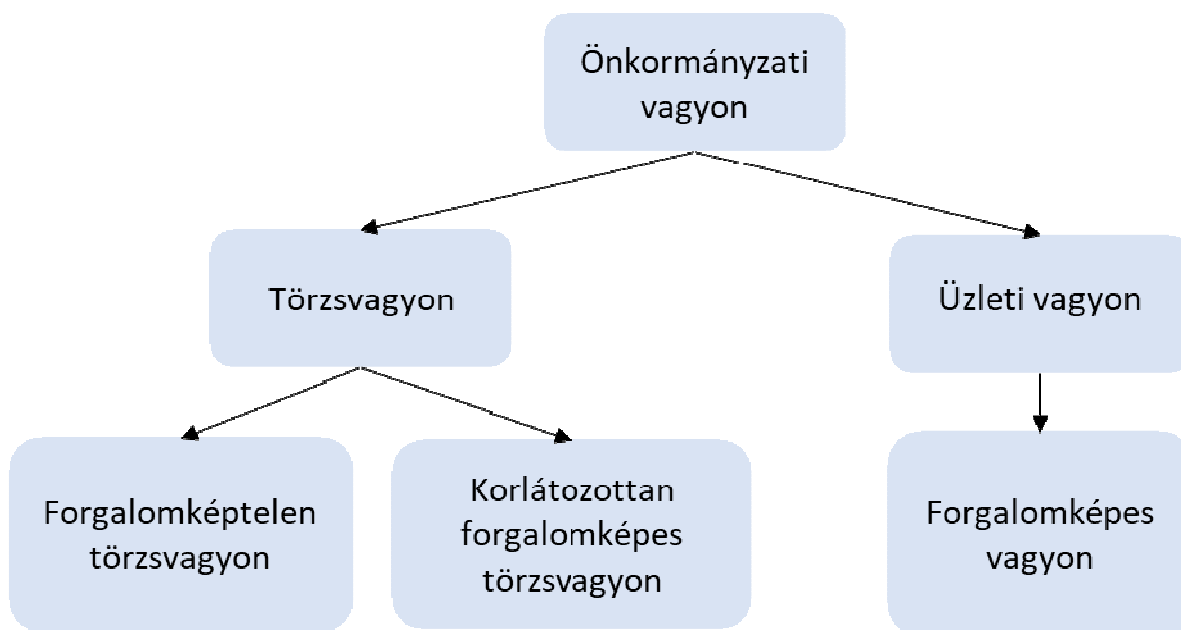 Önkormányzati
vagyon
Törzsvagyon
Üzleti vagyon
Forgalomképtelen
törzsvagyon
Korlátozottan
forgalomképes
törzsvagyon
Forgalomképes
vagyon